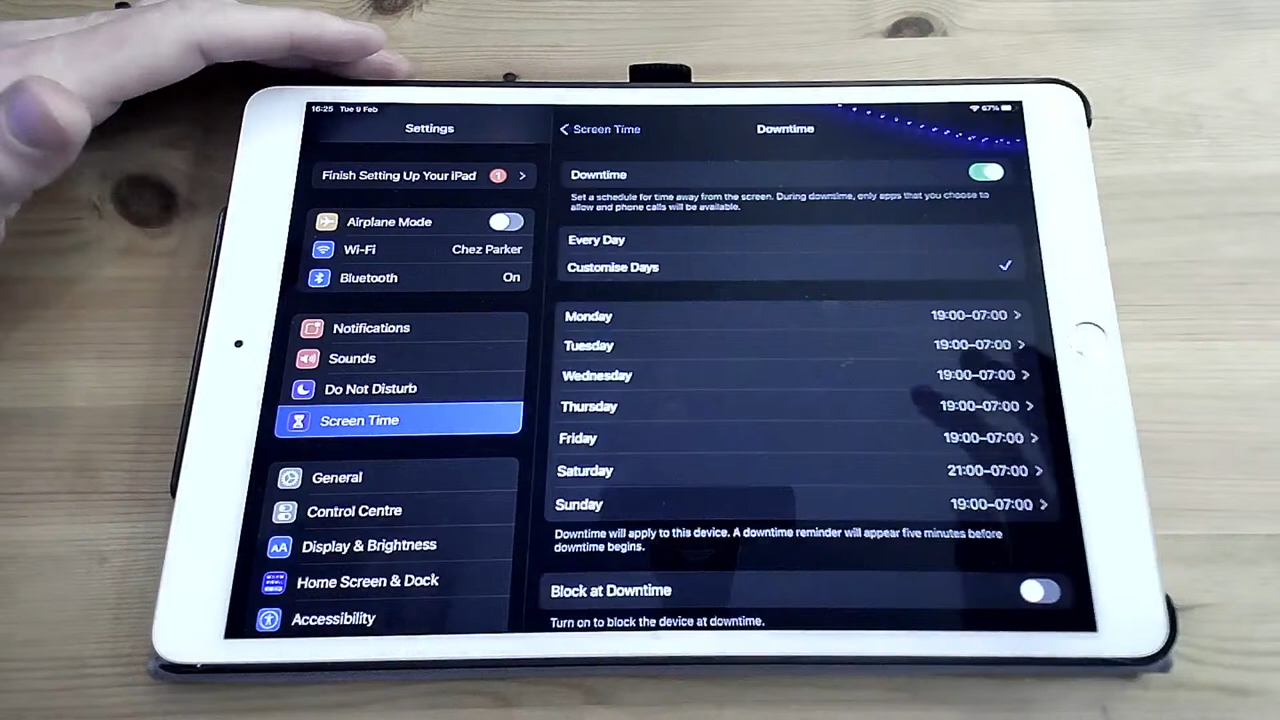 16:25 Tue 9 Feb
67%
Settings
Finish Setting Up Your iPad 1
Airplane Mode
Wi-Fi Chez Parker
Bluetooth On
Notifications
Sounds
Do Not Disturb
Screen Time
General
Control Centre
AA Display & Brightness
Home Screen & Dock
Accessibility
Screen Time Downtime
Downtime
Set a schedule for time away from the screen. During downtime, only apps that you choose to
allow and phone calls will be available.
Every Day
Customise Days
Monday 19:00–07:00
Tuesday 19:00–07:00
Wednesday 19:00–07:00
Thursday 19:00–07:00
Friday 19:00–07:00
Saturday 21:00–07:00
Sunday 19:00–07:00
Downtime will apply to this device. A downtime reminder will appear five minutes before
downtime begins.
Block at Downtime
Turn on to block the device at downtime.